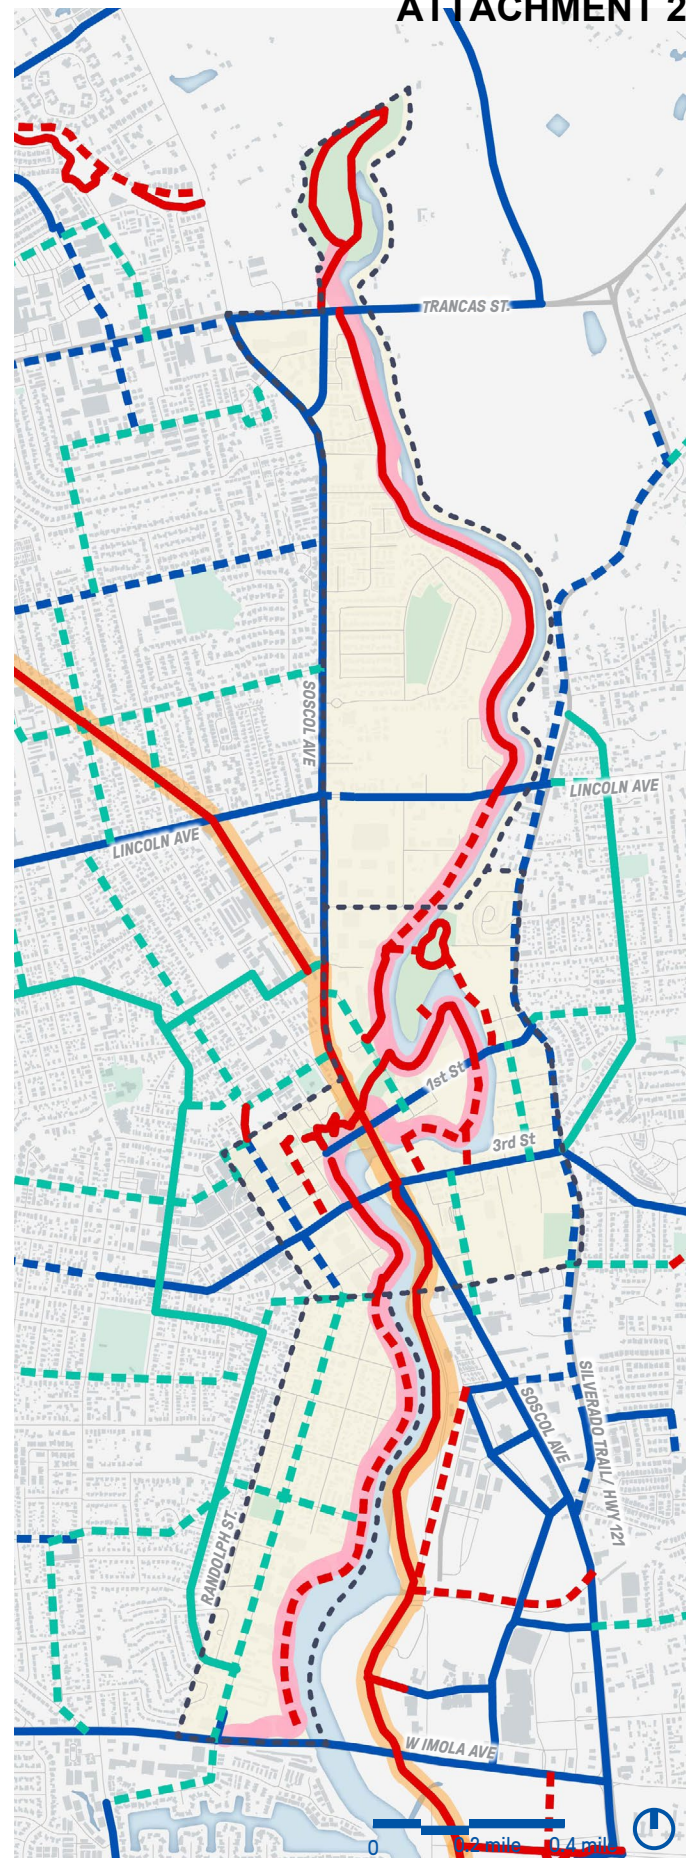 ATTACHMENT 2
TRANCAS ST.
SOSCOL AVE
LINCOLN AVE
LINCOLN AVE
1st St
3rd St
SOSCOL AVE
SILVERADO TRAIL/ HWY 121
RANDOLPH ST.
W IMOLA AVE
0 0.2 mile 0.4 mile